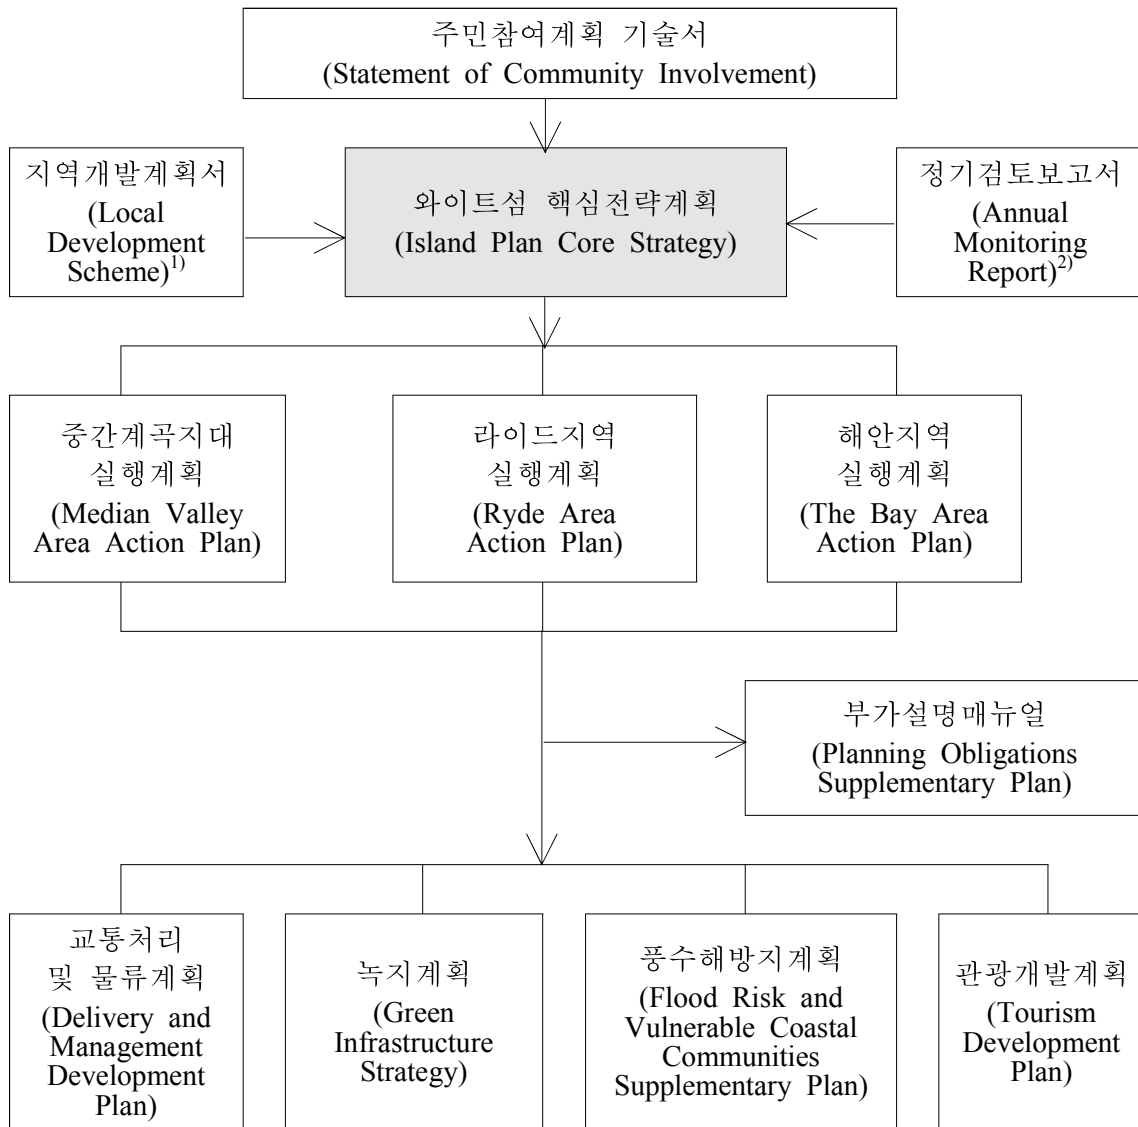 주민참여계획 기술서
(Statement of Community Involvement)
지역개발계획서
(Local
Development
Scheme)1)
와이트섬 핵심전략계획
(Island Plan Core Strategy)
정기검토보고서
(Annual
Monitoring
Report)2)
중간계곡지대
실행계획
(Median Valley
Area Action Plan)
라이드지역
실행계획
(Ryde Area
Action Plan)
해안지역
실행계획
(The Bay Area
Action Plan)
부가설명매뉴얼
(Planning Obligations
Supplementary Plan)
교통처리
및 물류계획
(Delivery and
Management
Development
Plan)
녹지계획
(Green
Infrastructure
Strategy)
풍수해방지계획
(Flood Risk and
Vulnerable Coastal
Communities
Supplementary Plan)
관광개발계획
(Tourism
Development
Plan)